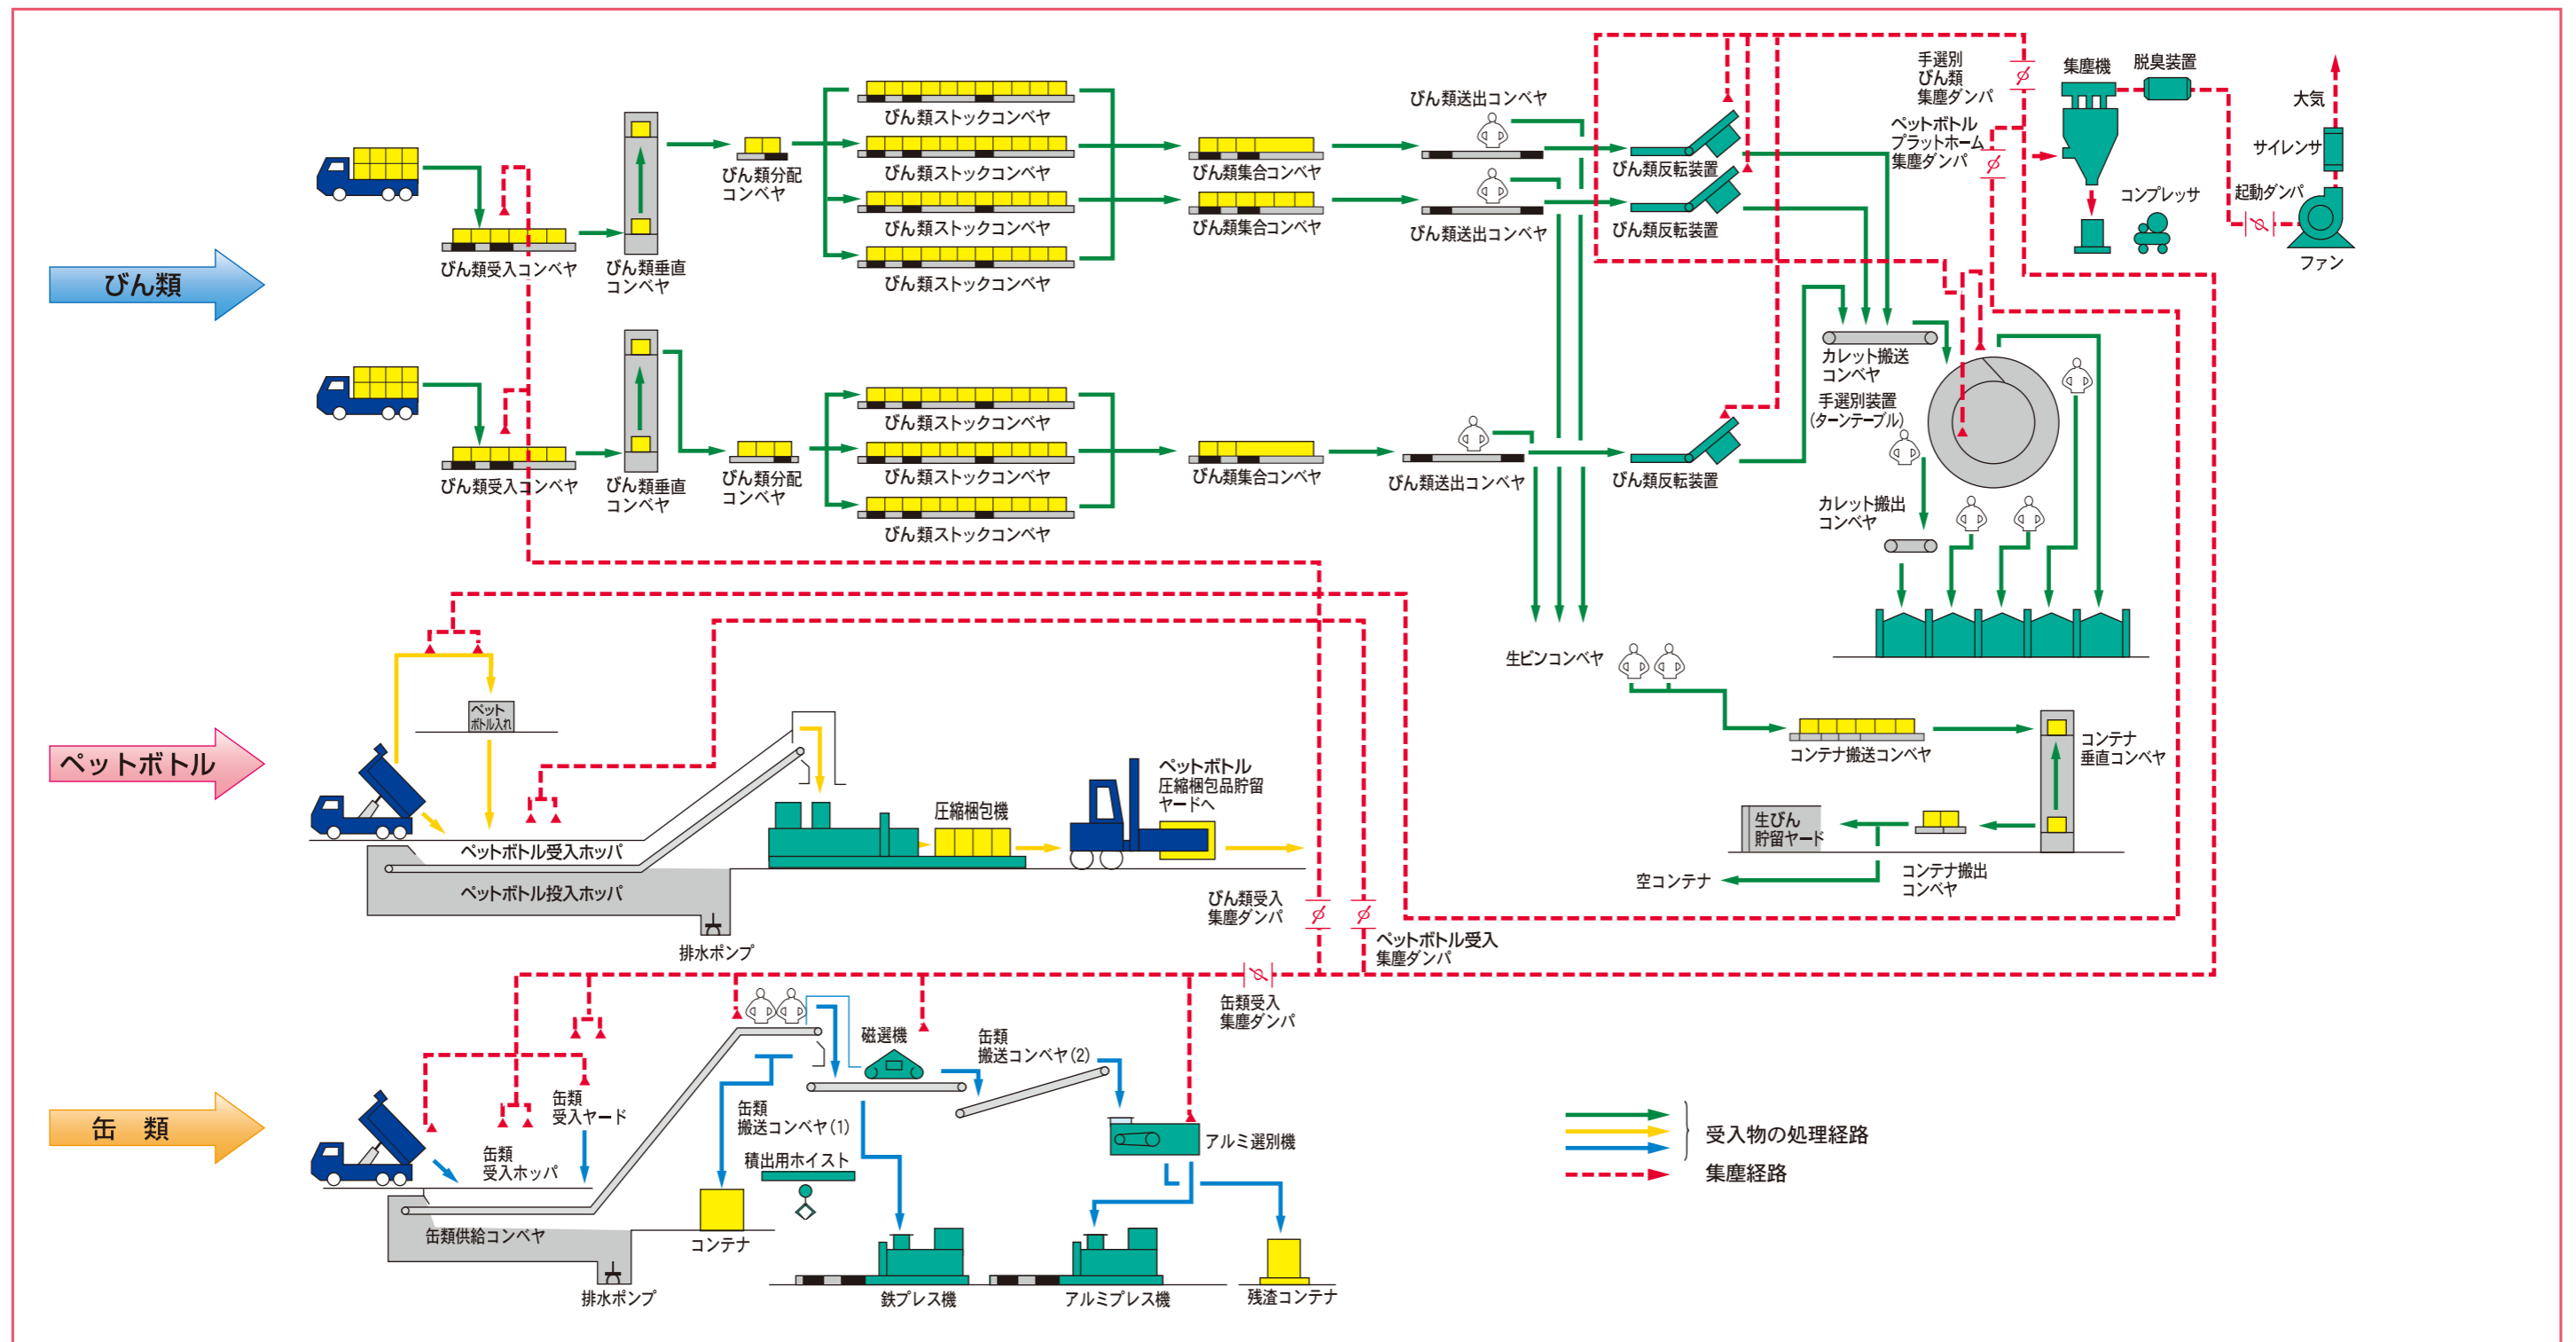 びん類
びん類受入コンベヤ
びん類垂直
コンベヤ
びん類分配
コンベヤ
びん類ストックコンベヤ
びん類ストックコンベヤ
びん類ストックコンベヤ
びん類ストックコンベヤ
びん類集合コンベヤ
びん類集合コンベヤ
びん類送出コンベヤ
びん類送出コンベヤ
びん類反転装置
びん類反転装置
手選別
びん類
集塵ダンパ
ペットボトル
プラットホーム
集塵ダンパ
集塵機
脱臭装置
大気
サイレンサ
コンプレッサ
起動ダンパ
ファン
びん類受入コンベヤ
びん類垂直
コンベヤ
びん類分配
コンベヤ
びん類ストックコンベヤ
びん類ストックコンベヤ
びん類ストックコンベヤ
びん類集合コンベヤ
びん類送出コンベヤ
びん類反転装置
カレット搬送
コンベヤ
手選別装置
(ターンテーブル)
カレット搬出
コンベヤ
生ビンコンベヤ
コンテナ搬送コンベヤ
コンテナ
垂直コンベヤ
生びん
貯留ヤード
コンテナ搬出
コンベヤ
空コンテナ
ペットボトル
ペット
ボトル入れ
ペットボトル受入ホッパ
ペットボトル投入ホッパ
排水ポンプ
圧縮梱包機
ペットボトル
圧縮梱包品貯留
ヤードへ
びん類受入
集塵ダンパ
ペットボトル受入
集塵ダンパ
缶類受入
集塵ダンパ
缶　類
缶類
受入ヤード
缶類
受入ホッパ
缶類供給コンベヤ
排水ポンプ
磁選機
缶類
搬送コンベヤ(2)
缶類
搬送コンベヤ(1)
積出用ホイスト
コンテナ
アルミ選別機
鉄プレス機
アルミプレス機
残渣コンテナ
受入物の処理経路
集塵経路